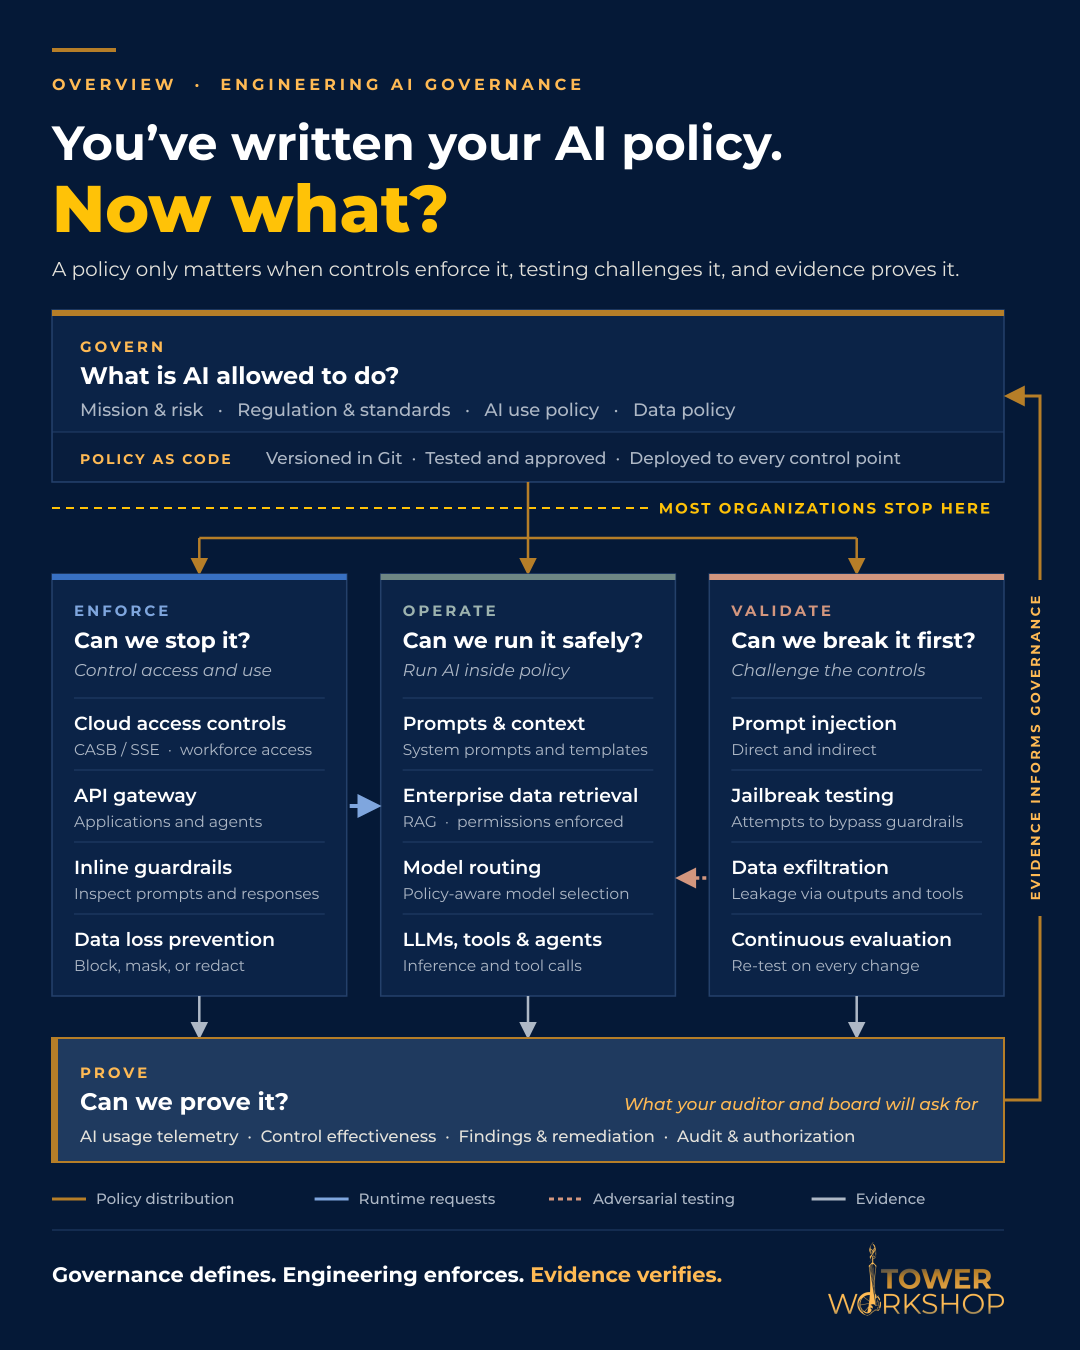 OVERVIEW · ENGINEERING AI GOVERNANCE
You’ve written your AI policy.
Now what?
A policy only matters when controls enforce it, testing challenges it, and evidence proves it.
GOVERN
What is AI allowed to do?
Mission & risk · Regulation & standards · AI use policy · Data policy
POLICY AS CODE Versioned in Git · Tested and approved · Deployed to every control point
MOST ORGANIZATIONS STOP HERE
ENFORCE
Can we stop it?
Control access and use
Cloud access controls
CASB / SSE · workforce access
API gateway
Applications and agents
Inline guardrails
Inspect prompts and responses
Data loss prevention
Block, mask, or redact
OPERATE
Can we run it safely?
Run AI inside policy
Prompts & context
System prompts and templates
Enterprise data retrieval
RAG · permissions enforced
Model routing
Policy-aware model selection
LLMs, tools & agents
Inference and tool calls
VALIDATE
Can we break it first?
Challenge the controls
Prompt injection
Direct and indirect
Jailbreak testing
Attempts to bypass guardrails
Data exfiltration
Leakage via outputs and tools
Continuous evaluation
Re-test on every change
EVIDENCE INFORMS GOVERNANCE
PROVE
Can we prove it?
What your auditor and board will ask for
AI usage telemetry · Control effectiveness · Findings & remediation · Audit & authorization
Policy distribution
Runtime requests
Adversarial testing
Evidence
Governance defines. Engineering enforces. Evidence verifies.
TOWER
WORKSHOP